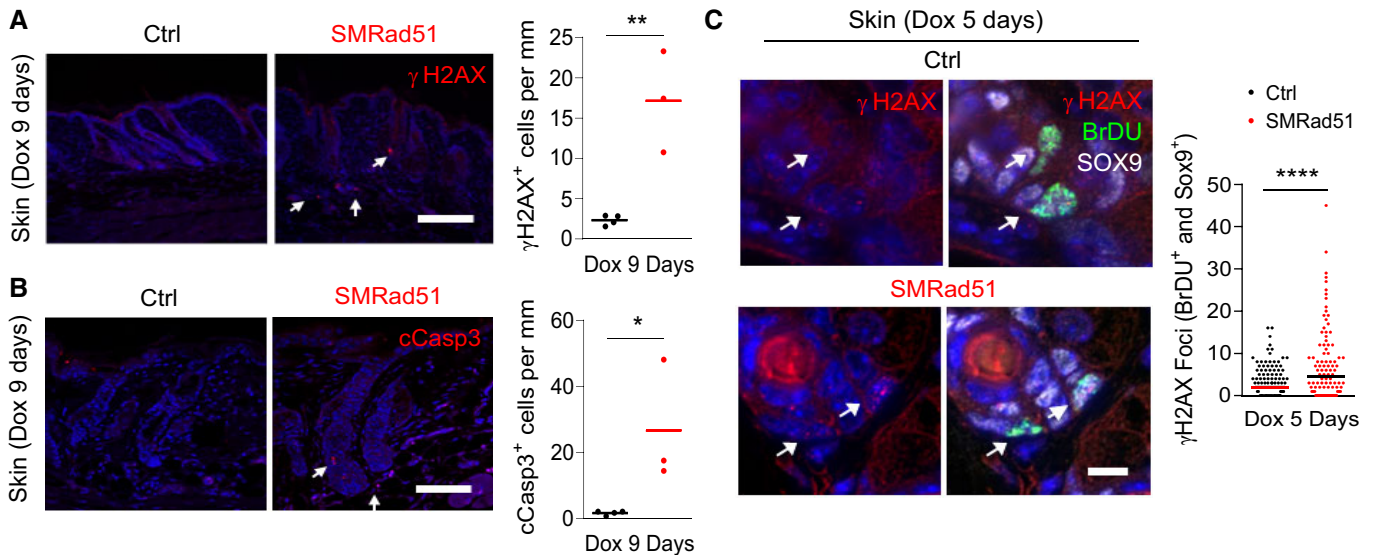 A
Ctrl
SMRad51
Skin (Dox 9 days)
γ H2AX
γH2AX+ cells per mm
**
25
20
15
10
5
0
Dox 9 Days
B
Ctrl
SMRad51
Skin (Dox 9 days)
cCasp3
cCasp3+ cells per mm
*
60
40
20
0
Dox 9 Days
C
Skin (Dox 5 days)
Ctrl
γ H2AX
γ H2AX
BrDU
SOX9
SMRad51
Ctrl
SMRad51
γH2AX Foci (BrDU+ and Sox9+)
****
50
40
30
20
10
0
Dox 5 Days